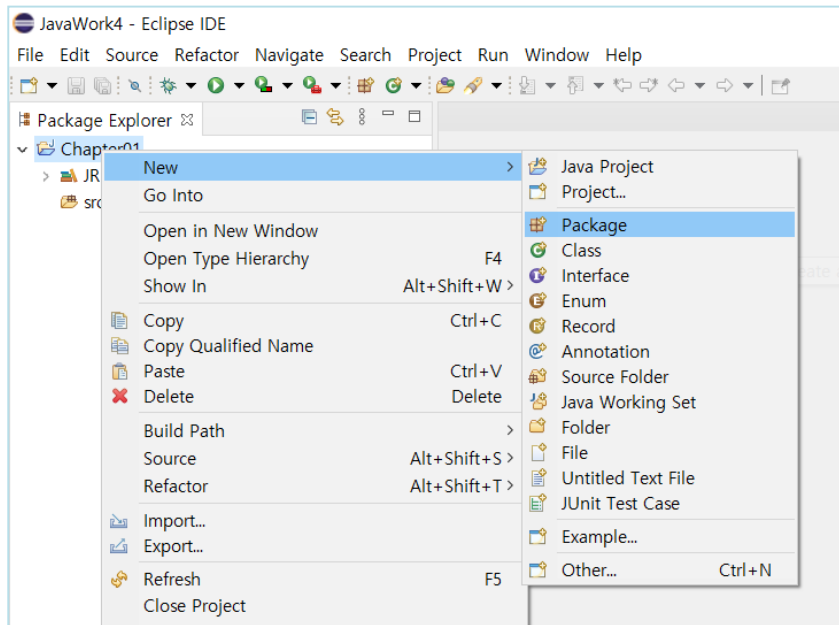 JavaWork4 - Eclipse IDE
File Edit Source Refactor Navigate Search Project Run Window Help
Package Explorer
Chapter01
JR
src
New
Go Into
Open in New Window
Open Type Hierarchy F4
Show In Alt+Shift+W
Copy Ctrl+C
Copy Qualified Name
Paste Ctrl+V
Delete Delete
Build Path
Source Alt+Shift+S
Refactor Alt+Shift+T
Import...
Export...
Refresh F5
Close Project
Java Project
Project...
Package
Class
Interface
Enum
Record
Annotation
Source Folder
Java Working Set
Folder
File
Untitled Text File
JUnit Test Case
Example...
Other... Ctrl+N